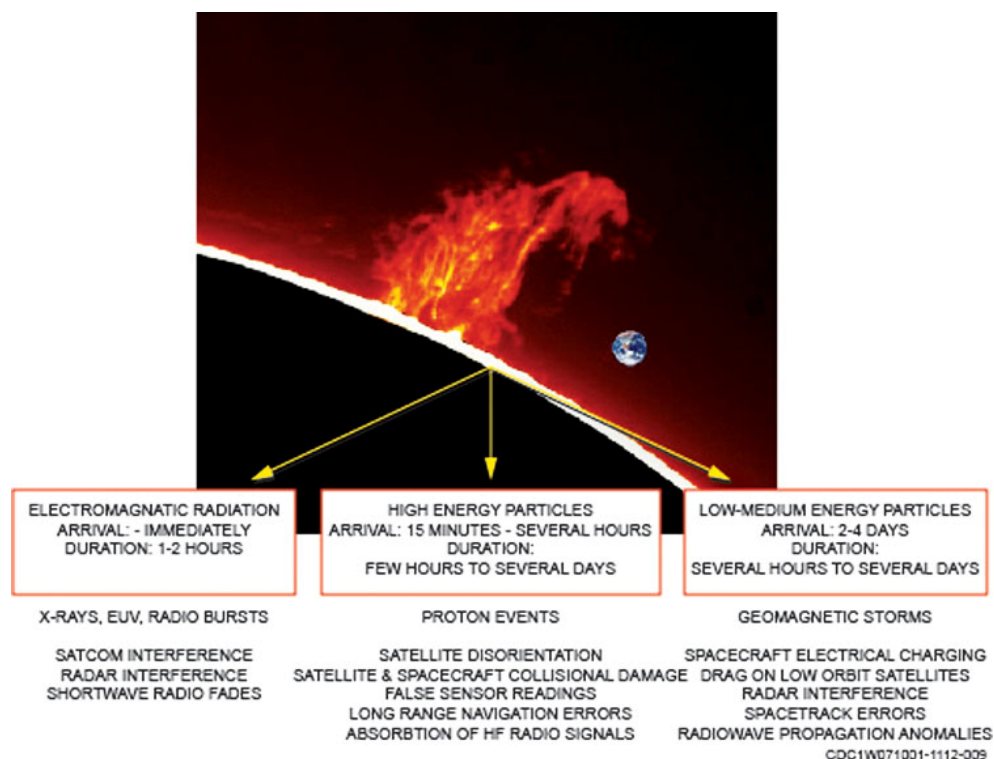 ELECTROMAGNETIC RADIATION
ARRIVAL: - IMMEDIATELY
DURATION: 1-2 HOURS
X-RAYS, EUV, RADIO BURSTS
SATCOM INTERFERENCE
RADAR INTERFERENCE
SHORTWAVE RADIO FADES
HIGH ENERGY PARTICLES
ARRIVAL: 15 MINUTES - SEVERAL HOURS
DURATION:
FEW HOURS TO SEVERAL DAYS
PROTON EVENTS
SATELLITE DISORIENTATION
SATELLITE & SPACECRAFT COLLISIONAL DAMAGE
FALSE SENSOR READINGS
LONG RANGE NAVIGATION ERRORS
ABSORBTION OF HF RADIO SIGNALS
LOW-MEDIUM ENERGY PARTICLES
ARRIVAL: 2-4 DAYS
DURATION:
SEVERAL HOURS TO SEVERAL DAYS
GEOMAGNETIC STORMS
SPACECRAFT ELECTRICAL CHARGING
DRAG ON LOW ORBIT SATELLITES
RADAR INTERFERENCE
SPACETRACK ERRORS
RADIOWAVE PROPAGATION ANOMALIES
CDC1W071001-1112-009